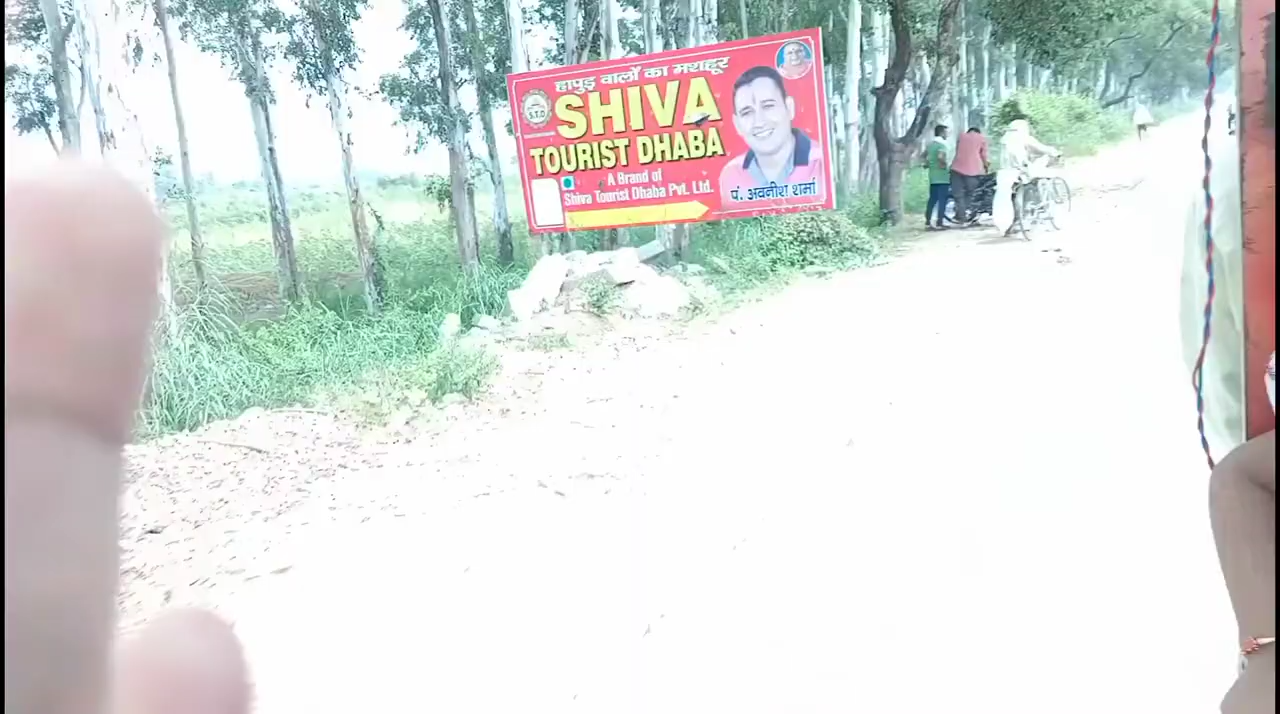 हापुड़ वालों का मशहूर
SHIVA
TOURIST DHABA
A Brand of
Shiva Tourist Dhaba Pvt. Ltd.
S.T.D
पं. अवनीश शर्मा